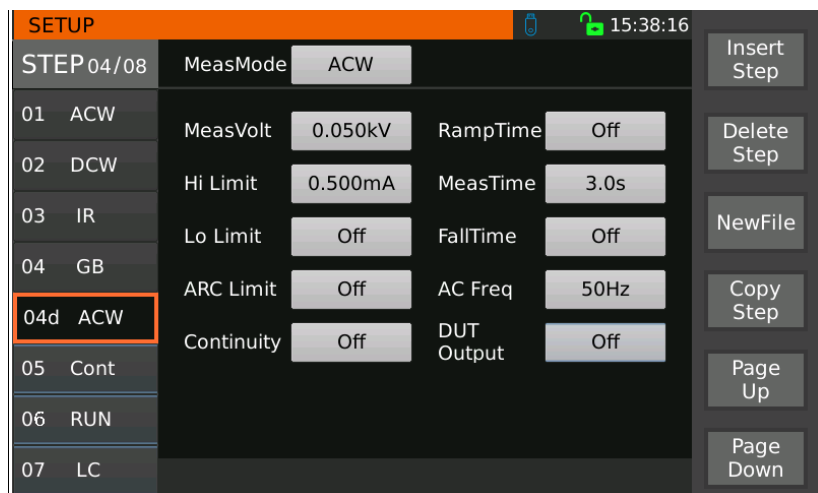 SETUP
15:38:16
STEP 04/08
MeasMode
ACW
01 ACW
02 DCW
03 IR
04 GB
04d ACW
05 Cont
06 RUN
07 LC
MeasVolt
0.050kV
RampTime
Off
Hi Limit
0.500mA
MeasTime
3.0s
Lo Limit
Off
FallTime
Off
ARC Limit
Off
AC Freq
50Hz
Continuity
Off
DUT
Output
Off
Insert
Step
Delete
Step
NewFile
Copy
Step
Page
Up
Page
Down